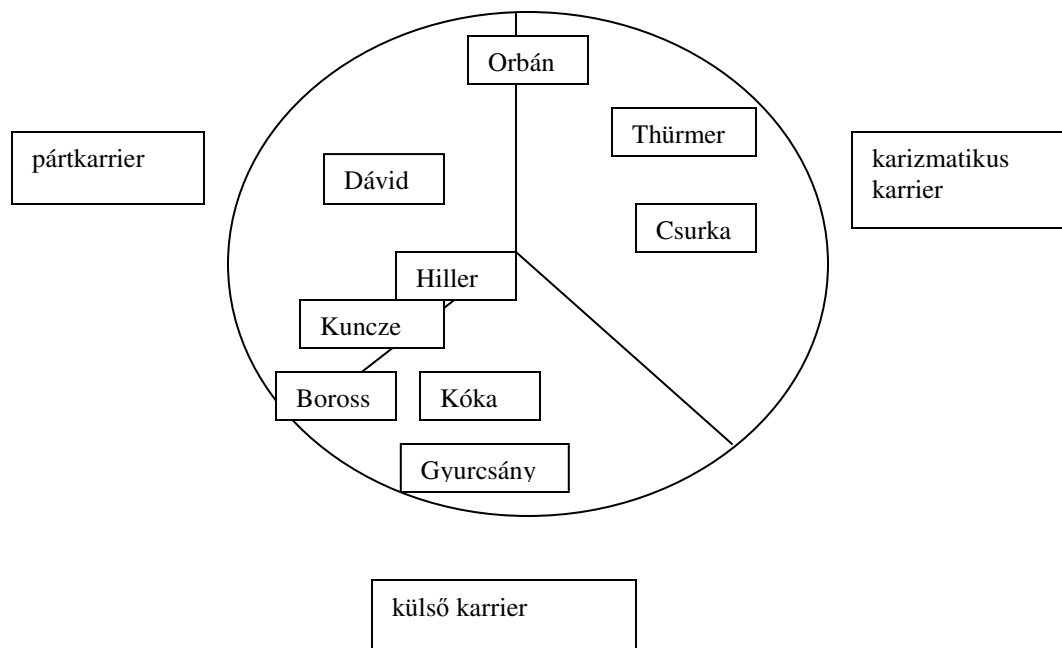 Orbán
Thürmer
pártkarrier
karizmatikus
karrier
Dávid
Csurka
Hiller
Kuncze
Boross
Kóka
Gyurcsány
külső karrier